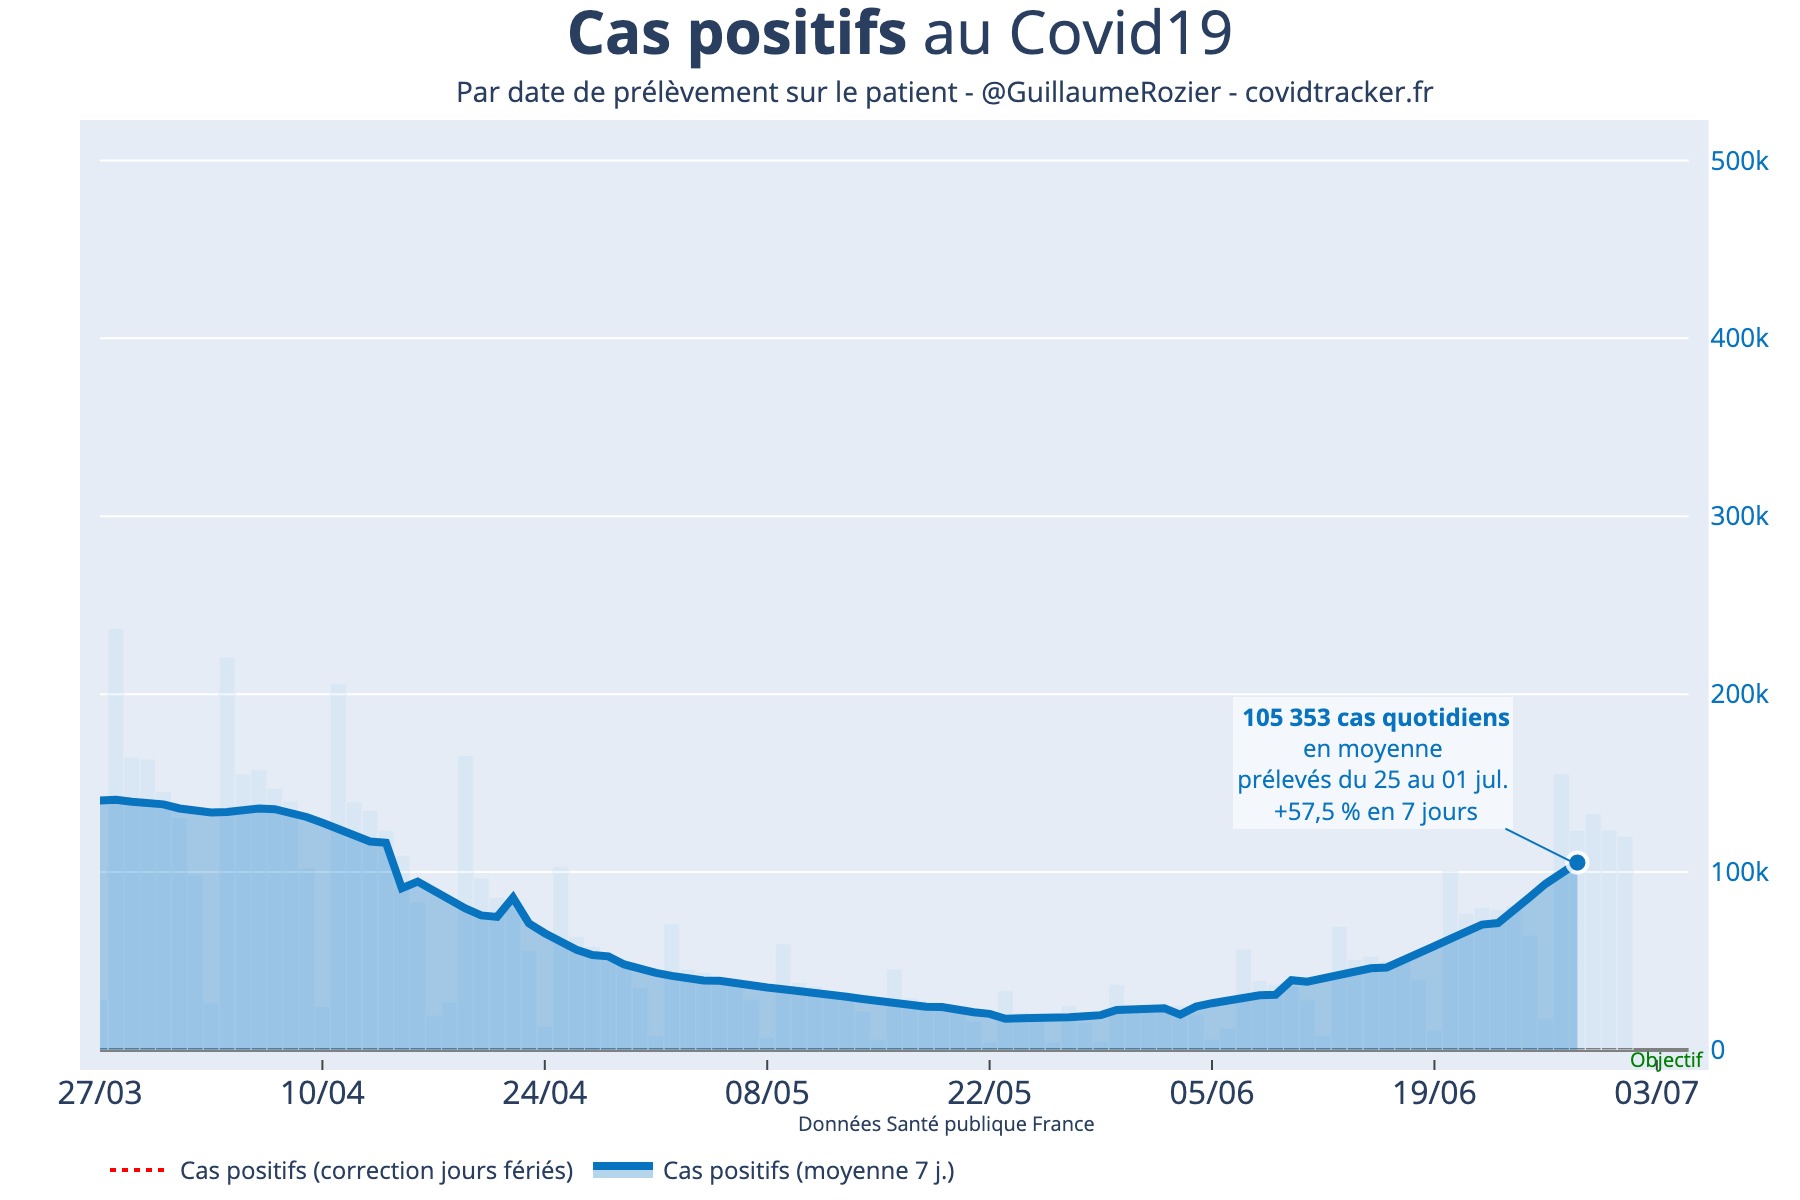 Cas positifs au Covid19
Par date de prélèvement sur le patient - @GuillaumeRozier - covidtracker.fr
500k
400k
300k
200k
105 353 cas quotidiens
en moyenne
prélevés du 25 au 01 jul.
+57,5 % en 7 jours
100k
0
Objectif
27/03 10/04 24/04 08/05 22/05 05/06 19/06 03/07
Données Santé publique France
Cas positifs (correction jours fériés) Cas positifs (moyenne 7 j.)